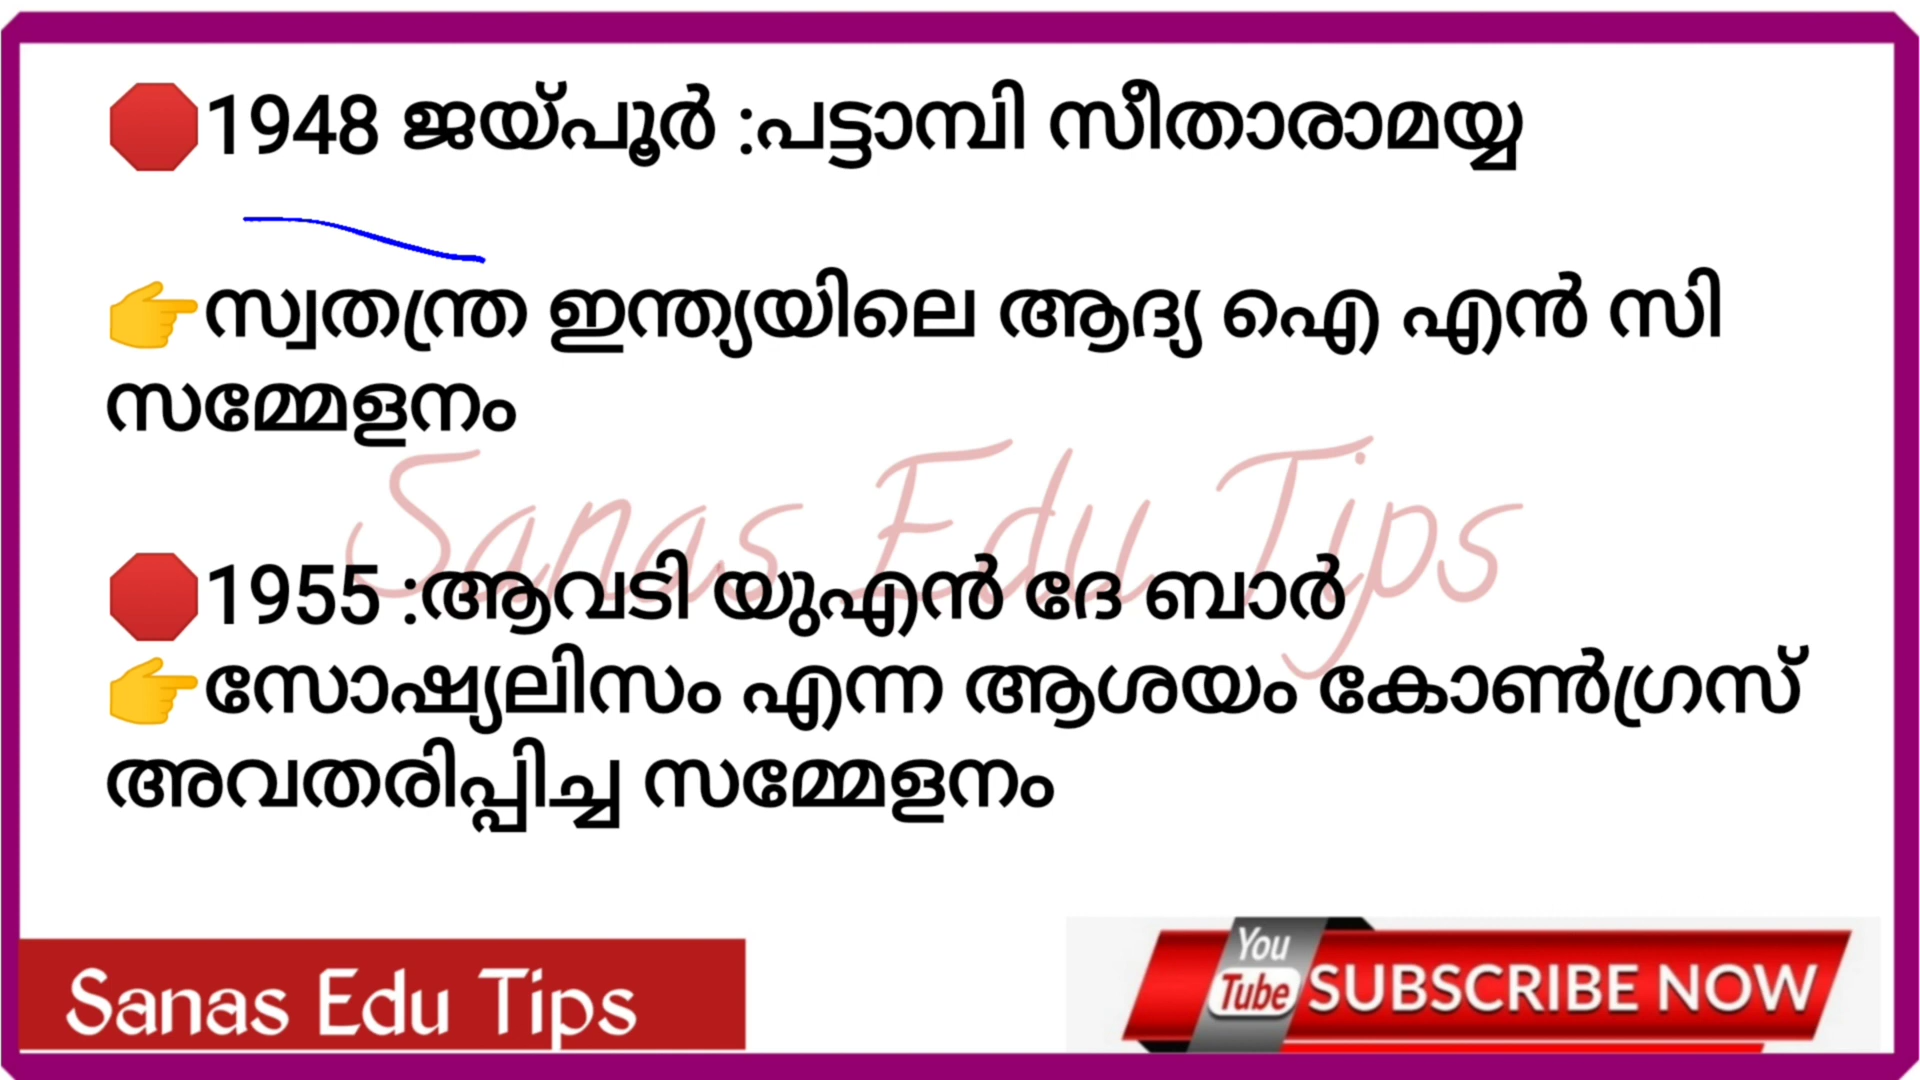 🛑1948 ജയ്പൂർ :പട്ടാമ്പി സീതാരാമയ്യ
👉സ്വതന്ത്ര ഇന്ത്യയിലെ ആദ്യ ഐ എൻ സി
സമ്മേളനം
Sanas Edu Tips
🛑1955 :ആവടി യുഎൻ ദേ ബാർ
👉സോഷ്യലിസം എന്ന ആശയം കോൺഗ്രസ്
അവതരിപ്പിച്ച സമ്മേളനം
Sanas Edu Tips
You
Tube SUBSCRIBE NOW